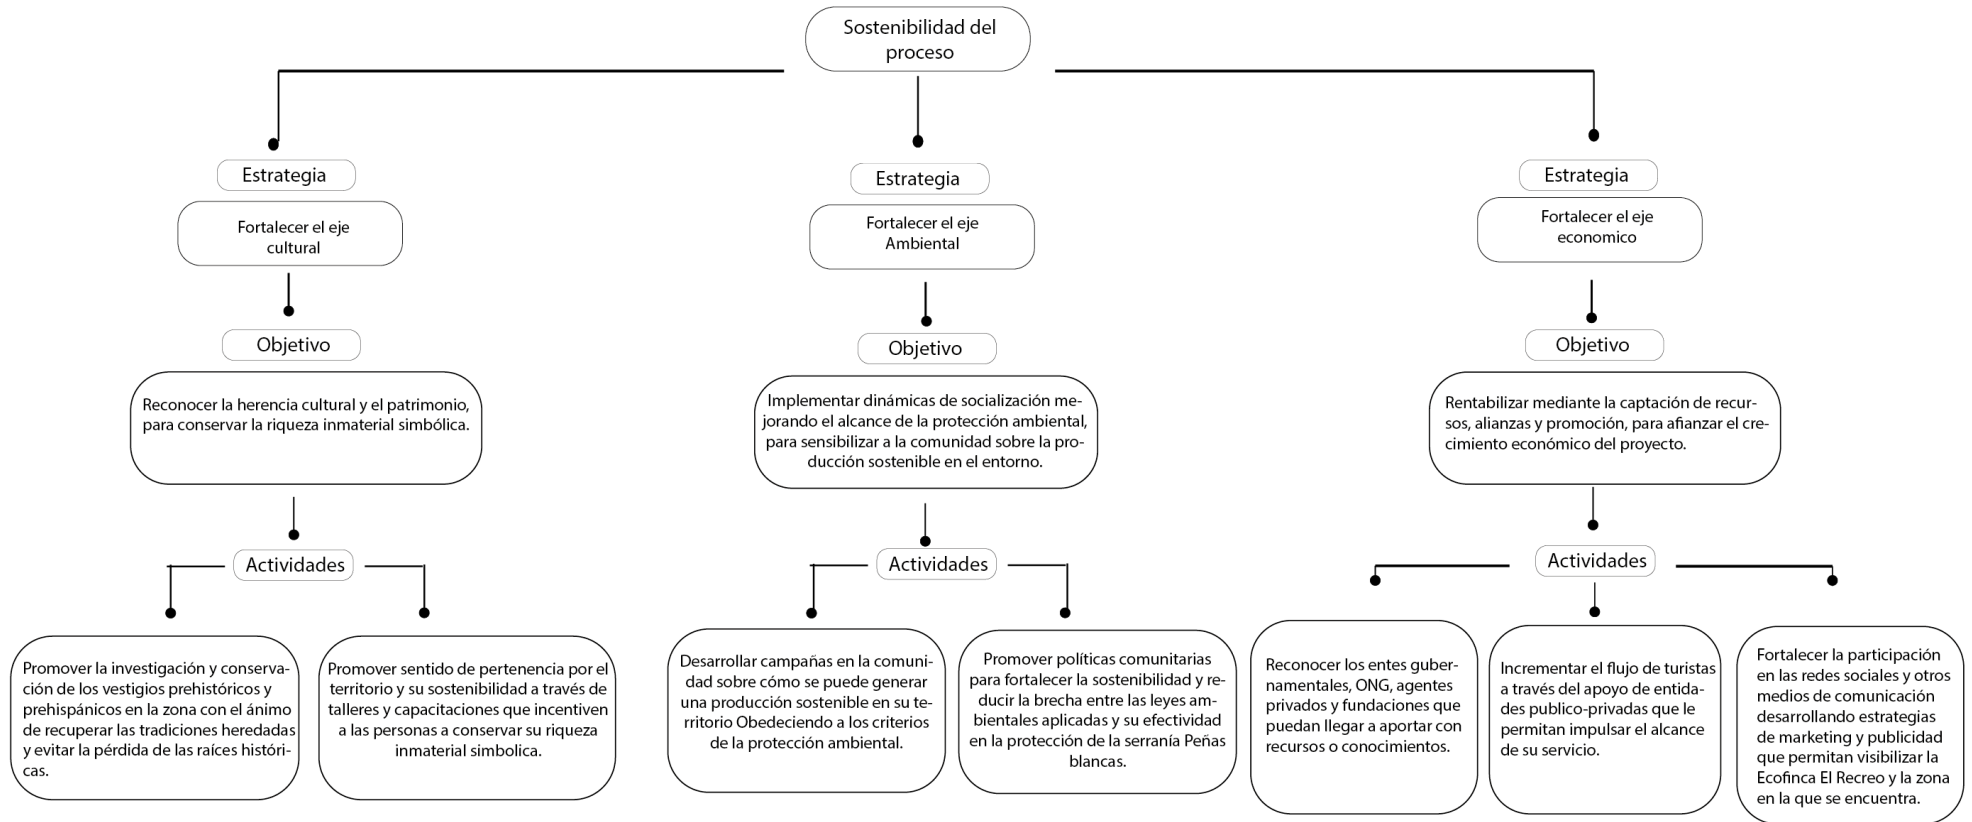 Sostenibilidad del
proceso
Estrategia
Fortalecer el eje
cultural
Objetivo
Reconocer la herencia cultural y el patrimonio,
para conservar la riqueza inmaterial simbólica.
Actividades
Promover la investigación y conserva-
ción de los vestigios prehistóricos y
prehispánicos en la zona con el ánimo
de recuperar las tradiciones heredadas
y evitar la pérdida de las raíces históri-
cas.
Promover sentido de pertenencia por el
territorio y su sostenibilidad a través de
talleres y capacitaciones que incentiven
a las personas a conservar su riqueza
inmaterial simbolica.
Estrategia
Fortalecer el eje
Ambiental
Objetivo
Implementar dinámicas de socialización me-
jorando el alcance de la protección ambiental,
para sensibilizar a la comunidad sobre la pro-
ducción sostenible en el entorno.
Actividades
Desarrollar campañas en la comuni-
dad sobre cómo se puede generar
una producción sostenible en su te-
rritorio Obedeciendo a los criterios
de la protección ambiental.
Promover políticas comunitarias
para fortalecer la sostenibilidad y re-
ducir la brecha entre las leyes am-
bientales aplicadas y su efectividad
en la protección de la serranía Peñas
blancas.
Estrategia
Fortalecer el eje
economico
Objetivo
Rentabilizar mediante la captación de recur-
sos, alianzas y promoción, para afianzar el cre-
cimiento económico del proyecto.
Actividades
Reconocer los entes guber-
namentales, ONG, agentes
privados y fundaciones que
puedan llegar a aportar con
recursos o conocimientos.
Incrementar el flujo de turistas
a través del apoyo de entida-
des publico-privadas que le
permitan impulsar el alcance
de su servicio.
Fortalecer la participación
en las redes sociales y otros
medios de comunicación
desarrollando estrategias
de marketing y publicidad
que permitan visibilizar la
Ecofinca El Recreo y la zona
en la que se encuentra.